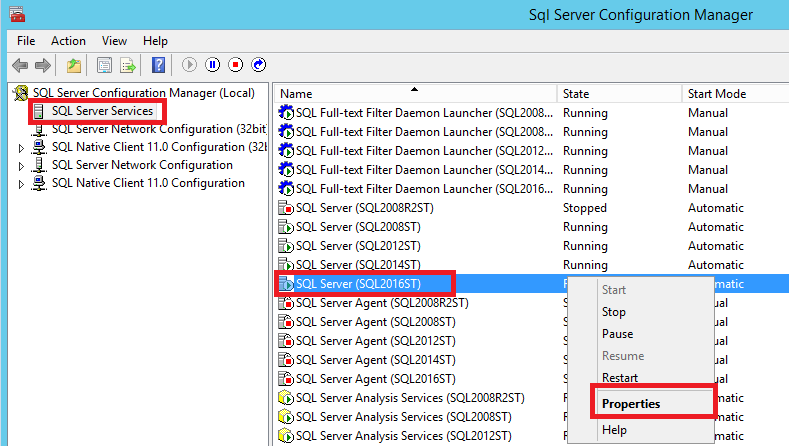 Sql Server Configuration Manager
File Action View Help
SQL Server Configuration Manager (Local)
SQL Server Services
SQL Server Network Configuration (32bit
SQL Native Client 11.0 Configuration (32b
SQL Server Network Configuration
SQL Native Client 11.0 Configuration
Name State Start Mode
SQL Full-text Filter Daemon Launcher (SQL2008... Running Manual
SQL Full-text Filter Daemon Launcher (SQL2008... Running Manual
SQL Full-text Filter Daemon Launcher (SQL2012... Running Manual
SQL Full-text Filter Daemon Launcher (SQL2014... Running Manual
SQL Full-text Filter Daemon Launcher (SQL2016... Running Manual
SQL Server (SQL2008R2ST) Stopped Automatic
SQL Server (SQL2008ST) Running Automatic
SQL Server (SQL2012ST) Running Automatic
SQL Server (SQL2014ST) Running Automatic
SQL Server (SQL2016ST)
SQL Server Agent (SQL2008R2ST)
SQL Server Agent (SQL2008ST)
SQL Server Agent (SQL2012ST)
SQL Server Agent (SQL2014ST)
SQL Server Agent (SQL2016ST)
SQL Server Analysis Services (SQL2008R2ST)
SQL Server Analysis Services (SQL2008ST)
SQL Server Analysis Services (SQL2012ST)
Start
Stop
Pause
Resume
Restart
Properties
Help